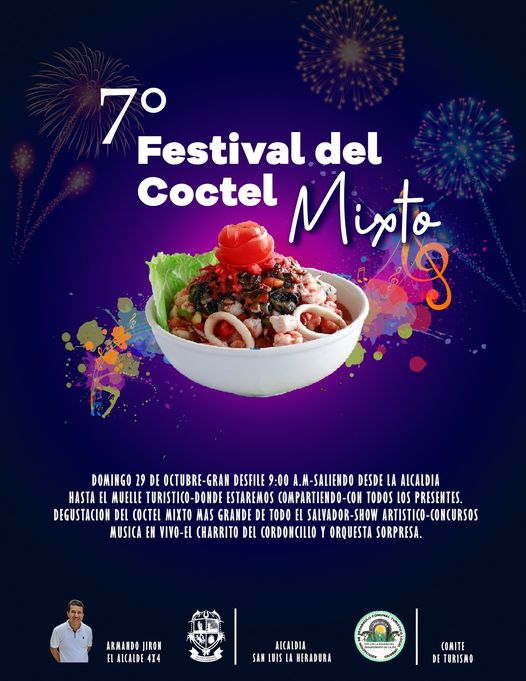 7°
Festival del
Coctel Mixto
DOMINGO 29 DE OCTUBRE-GRAN DESFILE 9:00 A.M-SALIENDO DESDE LA ALCALDIA
HASTA EL MUELLE TURISTICO-DONDE ESTAREMOS COMPARTIENDO-CON TODOS LOS PRESENTES.
DEGUSTACION DEL COCTEL MIXTO MAS GRANDE DE TODO EL SALVADOR-SHOW ARTISTICO-CONCURSOS
MUSICA EN VIVO-EL CHARRITO DEL CORDONCILLO Y ORQUESTA SORPRESA.
ARMANDO JIRON
EL ALCALDE 4X4
ALCALDIA
SAN LUIS LA HERADURA
COMITE
DE TURISMO